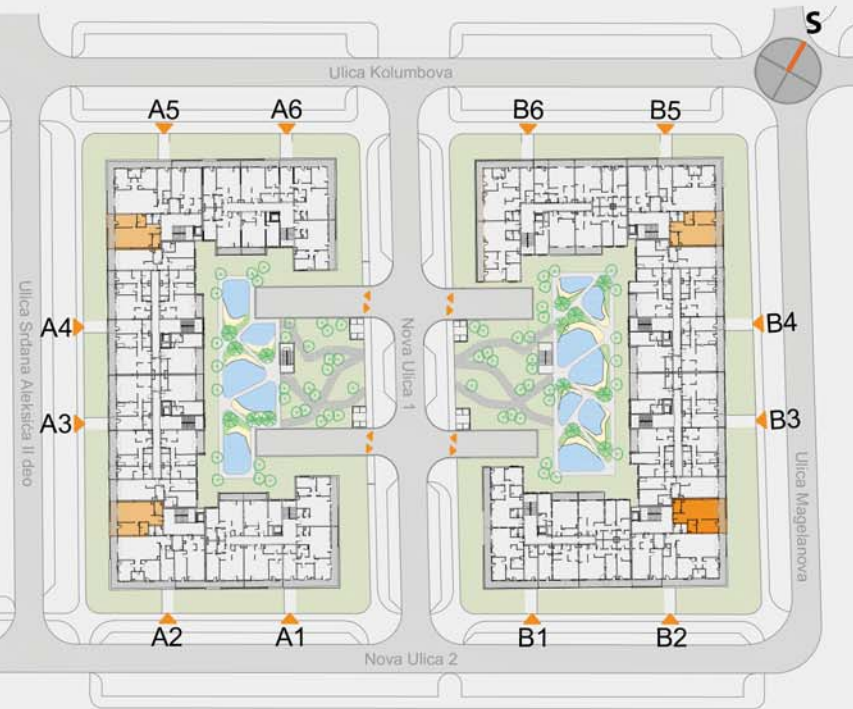 S
Ulica Kolumbova
A5
A6
B6
B5
Ulica Srđana Aleksića II deo
A4
Nova Ulica 1
B4
A3
B3
Ulica Magelanova
A2
A1
B1
B2
Nova Ulica 2